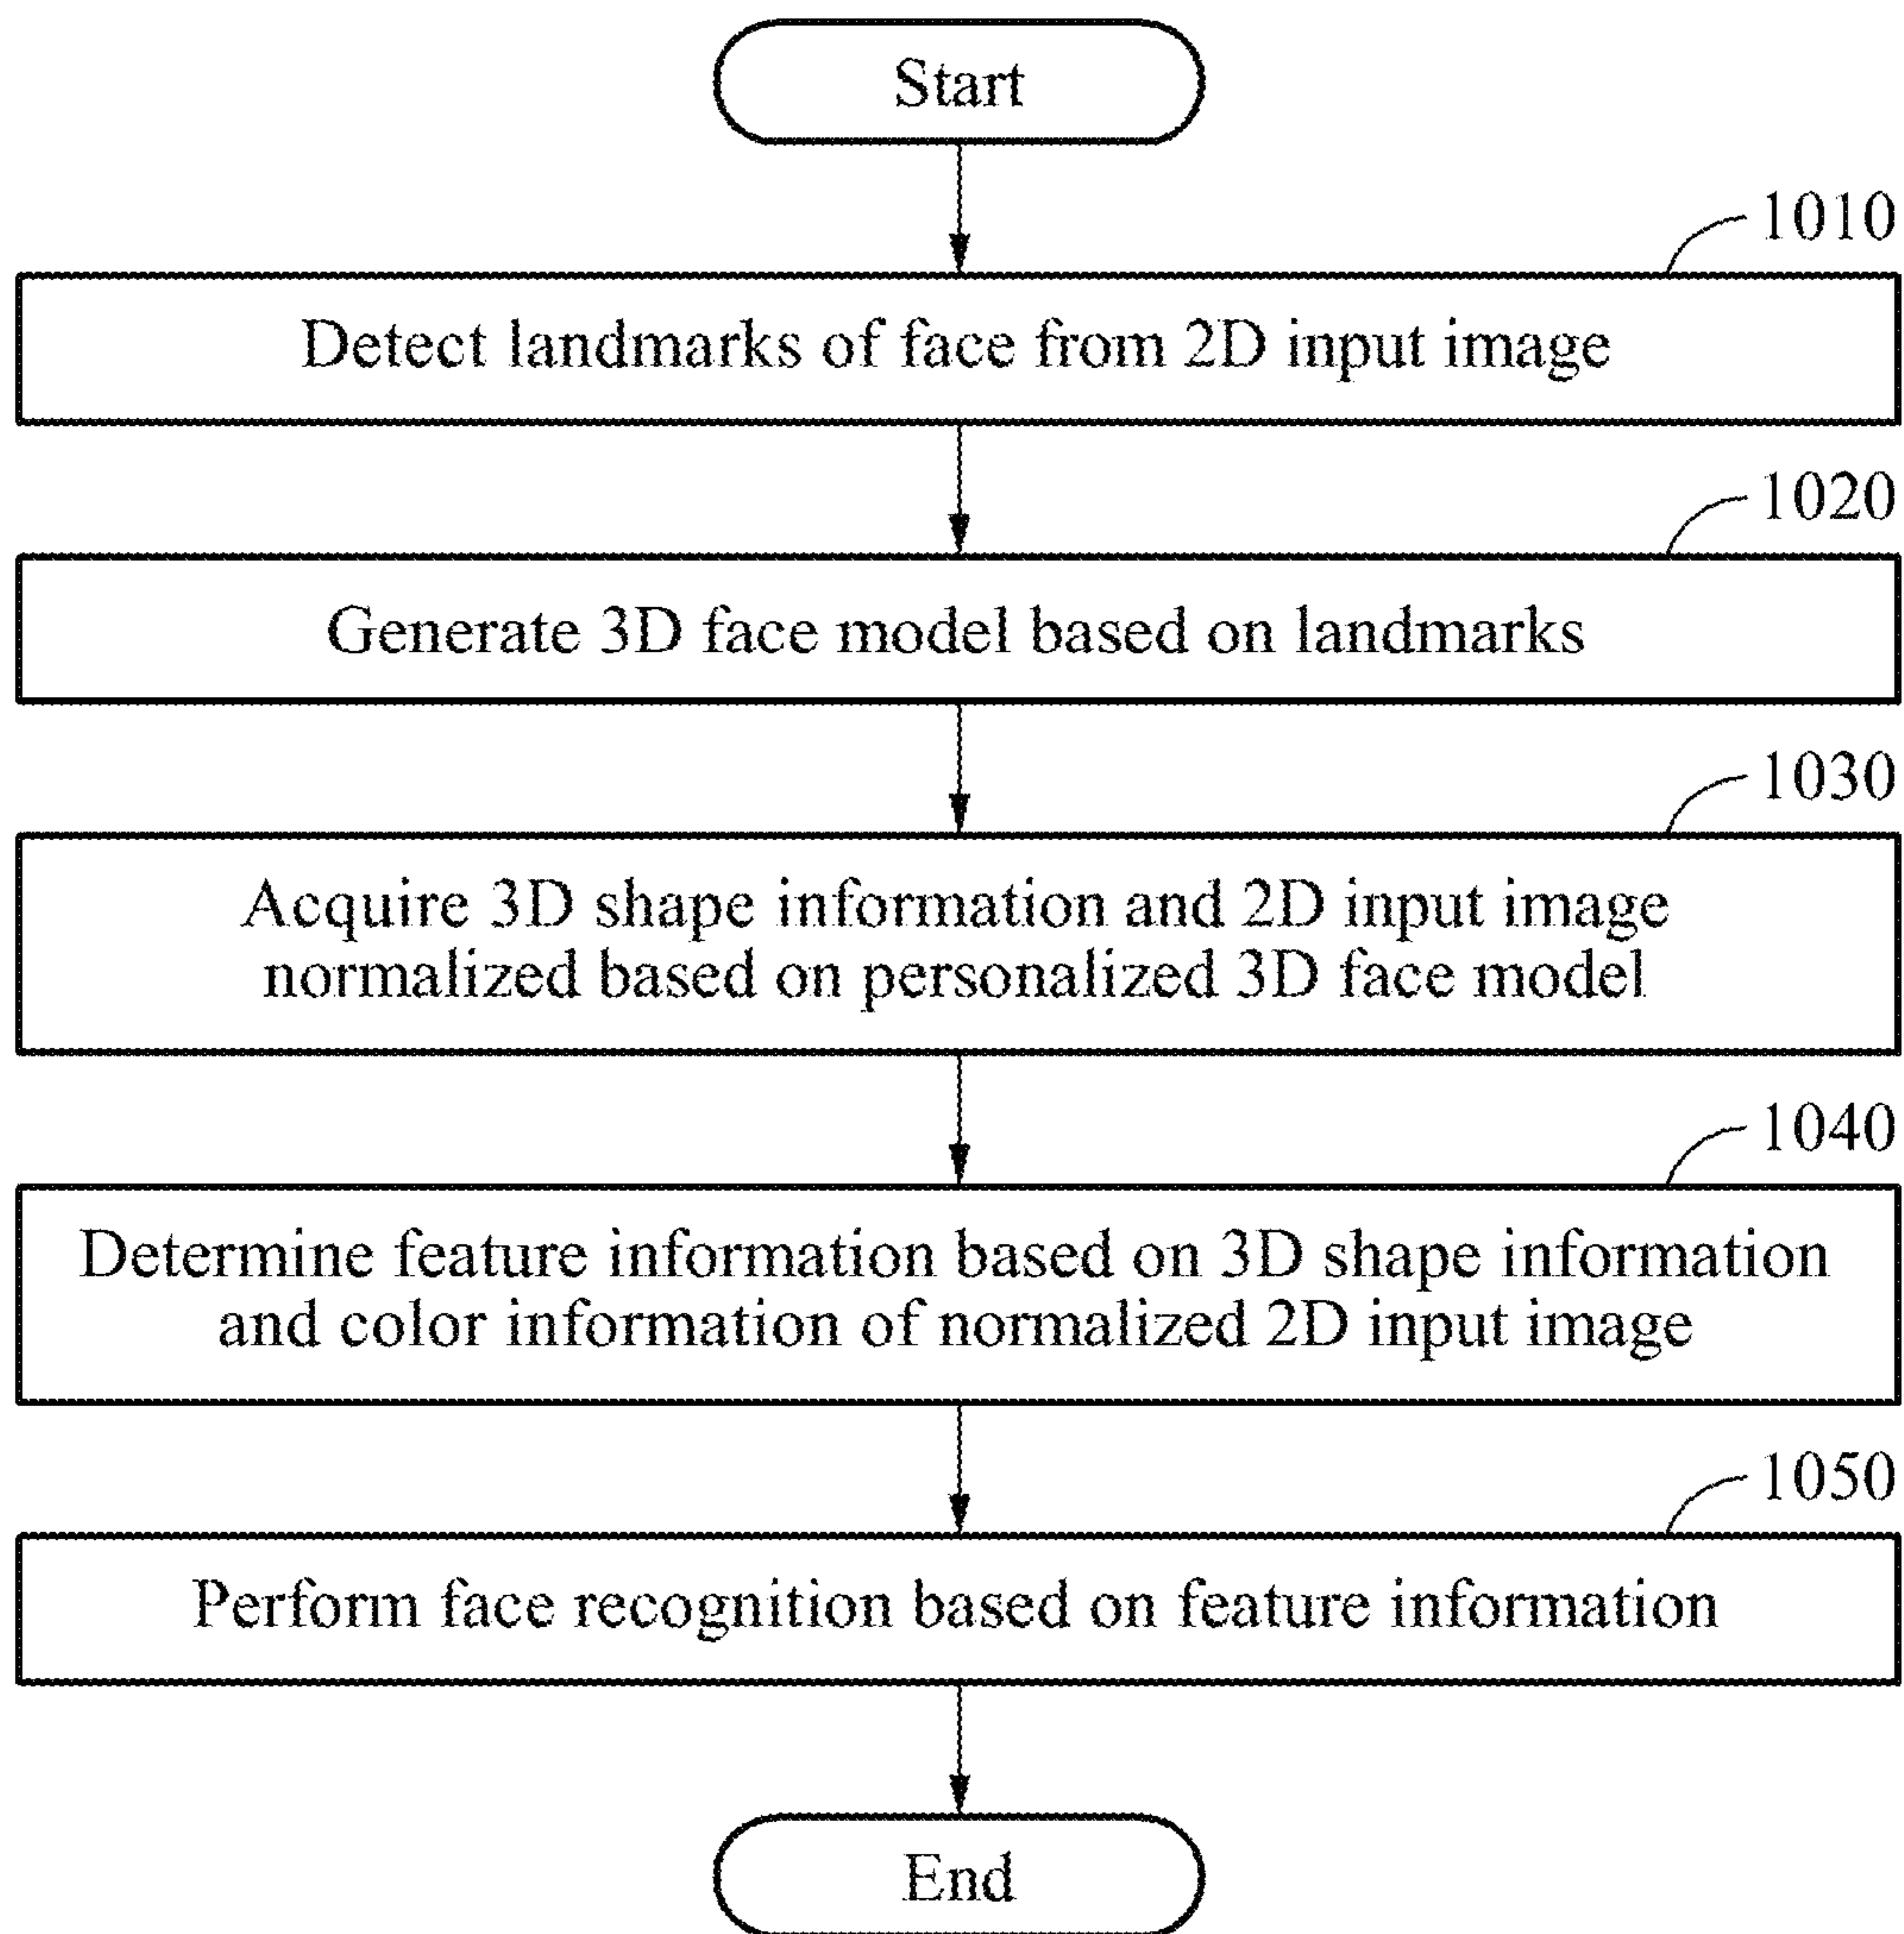 Start
1010
Detect landmarks of face from 2D input image
1020
Generate 3D face model based on landmarks
1030
Acquire 3D shape information and 2D input image
normalized based on personalized 3D face model
1040
Determine feature information based on 3D shape information
and color information of normalized 2D input image
1050
Perform face recognition based on feature information
End